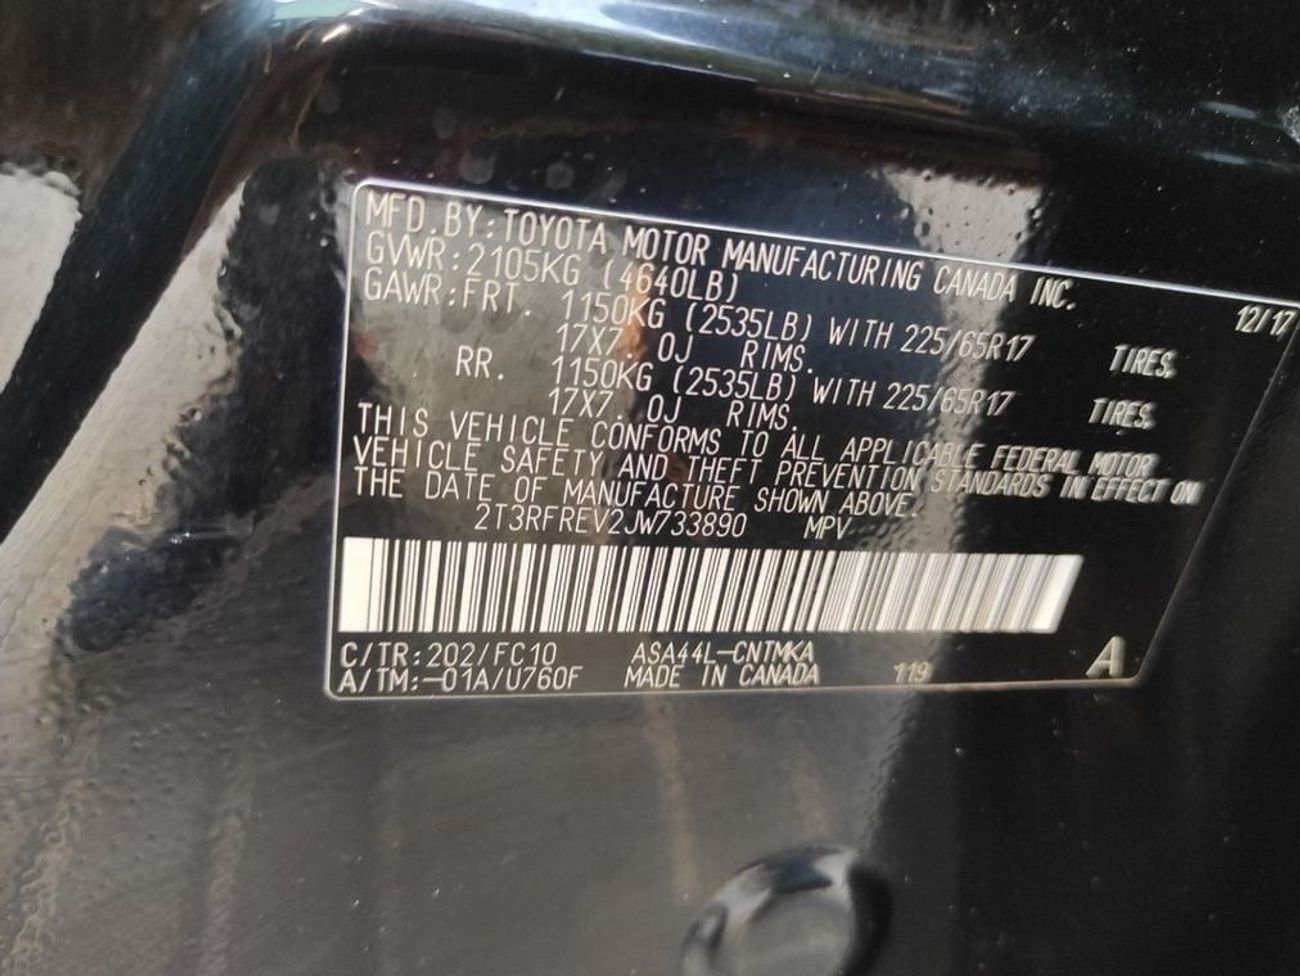 MFD. BY: TOYOTA MOTOR MANUFACTURING CANADA INC.
GVWR: 2105KG (4640LB) 12/17
GAWR: FRT. 1150KG (2535LB) WITH 225/65R17 TIRES,
17X7. 0J RIMS.
RR. 1150KG (2535LB) WITH 225/65R17 TIRES,
17X7. 0J RIMS.
THIS VEHICLE CONFORMS TO ALL APPLICABLE FEDERAL MOTOR
VEHICLE SAFETY AND THEFT PREVENTION STANDARDS IN EFFECT ON
THE DATE OF MANUFACTURE SHOWN ABOVE.
2T3RFREV2JW733890 MPV
C/TR: 202/FC10 ASA44L-CNTMKA
A/TM: -01A/U760F MADE IN CANADA 119 A